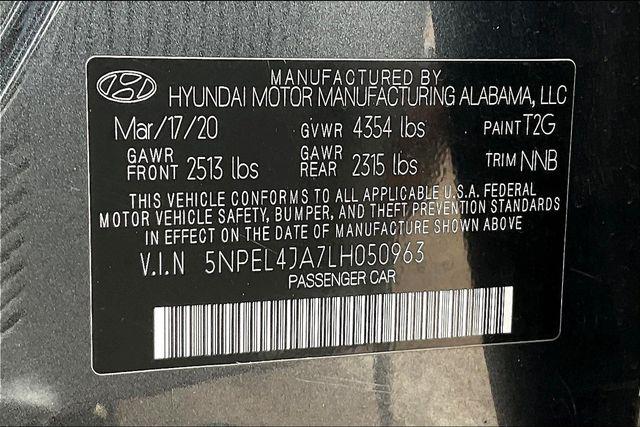 MANUFACTURED BY
HYUNDAI MOTOR MANUFACTURING ALABAMA, LLC
Mar/17/20 GVWR 4354 lbs PAINT T2G
GAWR FRONT 2513 lbs GAWR REAR 2315 lbs TRIM NNB
THIS VEHICLE CONFORMS TO ALL APPLICABLE U.S.A. FEDERAL
MOTOR VEHICLE SAFETY, BUMPER, AND THEFT PREVENTION STANDARDS
IN EFFECT ON THE DATE OF MANUFACTURE SHOWN ABOVE
V.I.N 5NPEL4JA7LH050963
PASSENGER CAR